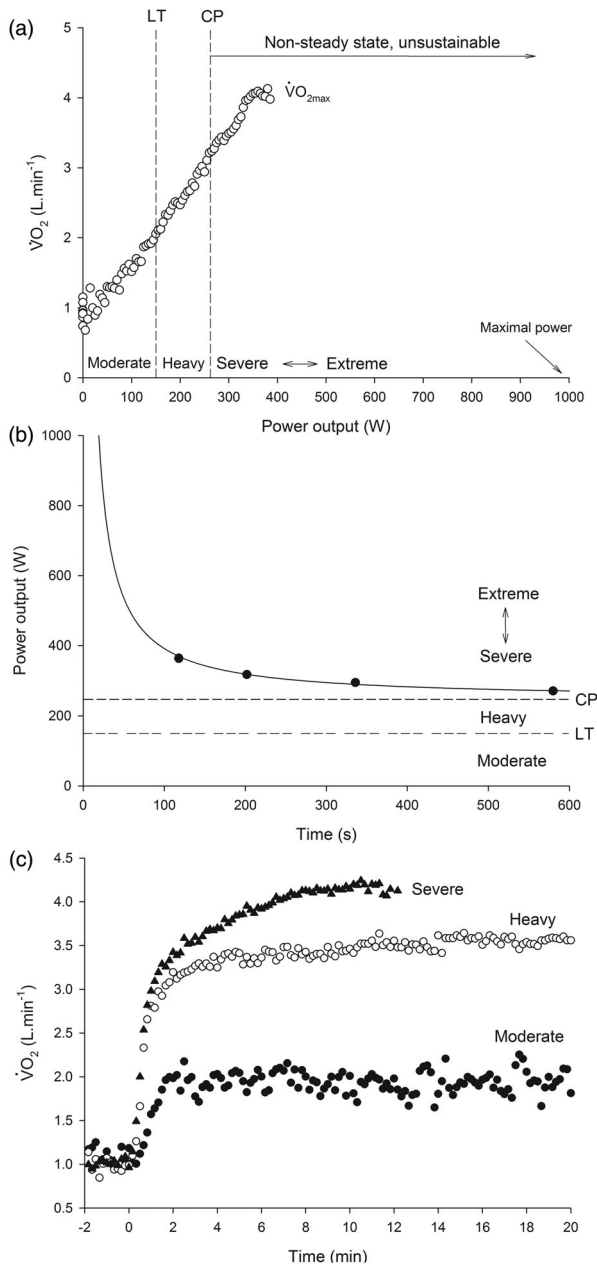 (a)
LT CP
5
Non-steady state, unsustainable
4
V̇O2max
3
V̇O2 (L.min-1)
2
1
Maximal power
Moderate Heavy Severe Extreme
0
0 100 200 300 400 500 600 700 800 900 1000
Power output (W)
(b)
1000
800
600
Power output (W)
Extreme
400
Severe
CP
200
Heavy
LT
Moderate
0
0 100 200 300 400 500 600
Time (s)
(c)
4.5
Severe
4.0
Heavy
3.5
3.0
V̇O2 (L.min-1)
2.5
Moderate
2.0
1.5
1.0
0.5
-2 0 2 4 6 8 10 12 14 16 18 20
Time (min)